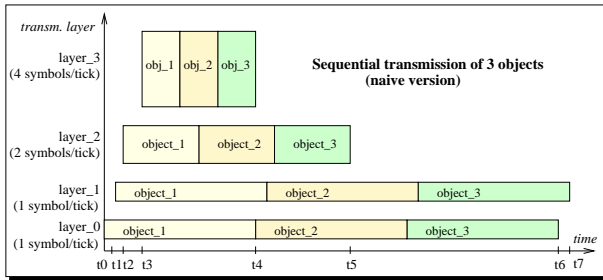 transm. layer
layer_3
(4 symbols/tick)
obj_1 obj_2 obj_3
Sequential transmission of 3 objects
(naive version)
layer_2
(2 symbols/tick)
object_1 object_2 object_3
layer_1
(1 symbol/tick)
object_1 object_2 object_3
layer_0
(1 symbol/tick)
object_1 object_2 object_3
time
t0 t1 t2 t3 t4 t5 t6 t7